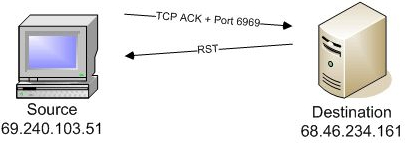 TCP ACK + Port 6969
RST
Source
69.240.103.51
Destination
68.46.234.161